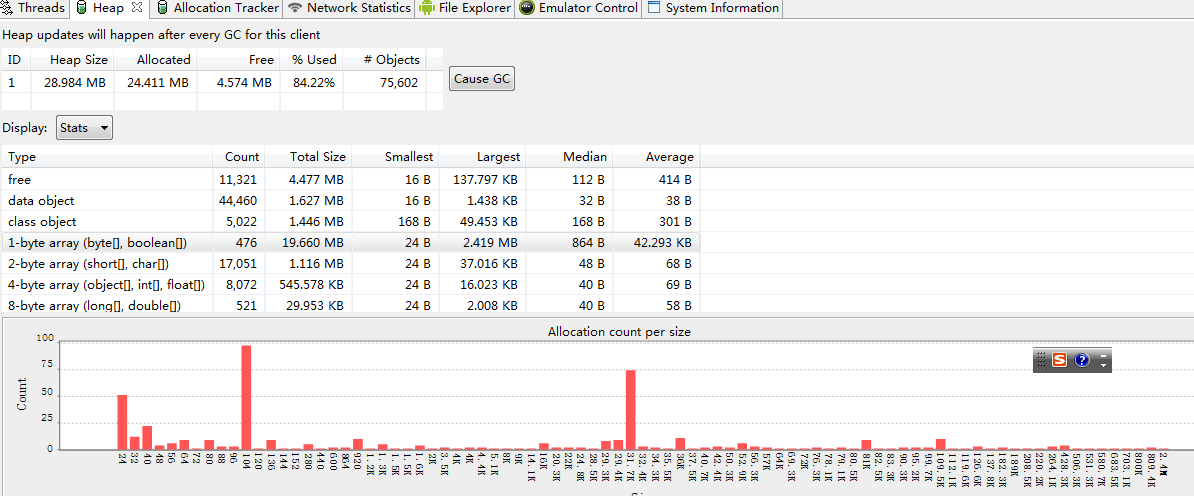 Threads Heap Allocation Tracker Network Statistics File Explorer Emulator Control System Information
Heap updates will happen after every GC for this client
ID Heap Size Allocated Free % Used # Objects
1 28.984 MB 24.411 MB 4.574 MB 84.22% 75,602
Cause GC
Display: Stats
Type Count Total Size Smallest Largest Median Average
free 11,321 4.477 MB 16 B 137.797 KB 112 B 414 B
data object 44,460 1.627 MB 16 B 1.438 KB 32 B 38 B
class object 5,022 1.446 MB 168 B 49.453 KB 168 B 301 B
1-byte array (byte[], boolean[]) 476 19.660 MB 24 B 2.419 MB 864 B 42.293 KB
2-byte array (short[], char[]) 17,051 1.116 MB 24 B 37.016 KB 48 B 68 B
4-byte array (object[], int[], float[]) 8,072 545.578 KB 24 B 16.023 KB 40 B 69 B
8-byte array (long[], double[]) 521 29.953 KB 24 B 2.008 KB 40 B 58 B
Allocation count per size
100
75
50
25
0
Count
S ?
24 32 40 48 56 64 72 80 88 96 104 120 136 144 152 280 440 600 864 920 1.2K 1.3K 1.5K 1.5K 1.6K 2K 3.5K 4K 4K 4.4K 5.1K 8K 9K 14.1K 16K 20.3K 22K 24.8K 28.5K 29.3K 29.4K 31.7K 32.4K 34.3K 35.5K 36K 37.5K 40.7K 42.4K 50.3K 52.9K 56.3K 57K 64K 69.3K 72K 76.3K 78.1K 79.1K 80.5K 81K 82.5K 83.3K 90.3K 95.2K 99.7K 109.5K 112.1K 119.6K 126.6K 137.8K 182.3K 189K 208.5K 220.2K 264.1K 428.3K 506.3K 531.3K 580.7K 683.5K 703.1K 800K 809.4K 2.4M